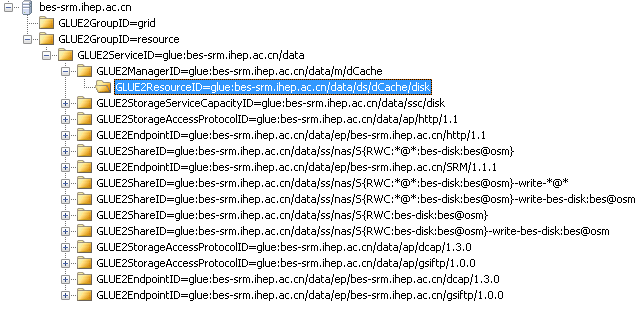 bes-srm.ihep.ac.cn
GLUE2GroupID=grid
GLUE2GroupID=resource
GLUE2ServiceID=glue:bes-srm.ihep.ac.cn/data
GLUE2ManagerID=glue:bes-srm.ihep.ac.cn/data/m/dCache
GLUE2ResourceID=glue:bes-srm.ihep.ac.cn/data/ds/dCache/disk
GLUE2StorageServiceCapacityID=glue:bes-srm.ihep.ac.cn/data/ssc/disk
GLUE2StorageAccessProtocolID=glue:bes-srm.ihep.ac.cn/data/ap/http/1.1
GLUE2EndpointID=glue:bes-srm.ihep.ac.cn/data/ep/bes-srm.ihep.ac.cn/http/1.1
GLUE2ShareID=glue:bes-srm.ihep.ac.cn/data/ss/nas/S{RWC:*@*:bes-disk:bes@osm}
GLUE2EndpointID=glue:bes-srm.ihep.ac.cn/data/ep/bes-srm.ihep.ac.cn/SRM/1.1.1
GLUE2ShareID=glue:bes-srm.ihep.ac.cn/data/ss/nas/S{RWC:*@*:bes-disk:bes@osm}-write-*@*
GLUE2ShareID=glue:bes-srm.ihep.ac.cn/data/ss/nas/S{RWC:*@*:bes-disk:bes@osm}-write-bes-disk:bes@osm
GLUE2ShareID=glue:bes-srm.ihep.ac.cn/data/ss/nas/S{RWC:bes-disk:bes@osm}
GLUE2ShareID=glue:bes-srm.ihep.ac.cn/data/ss/nas/S{RWC:bes-disk:bes@osm}-write-bes-disk:bes@osm
GLUE2StorageAccessProtocolID=glue:bes-srm.ihep.ac.cn/data/ap/dcap/1.3.0
GLUE2StorageAccessProtocolID=glue:bes-srm.ihep.ac.cn/data/ap/gsiftp/1.0.0
GLUE2EndpointID=glue:bes-srm.ihep.ac.cn/data/ep/bes-srm.ihep.ac.cn/dcap/1.3.0
GLUE2EndpointID=glue:bes-srm.ihep.ac.cn/data/ep/bes-srm.ihep.ac.cn/gsiftp/1.0.0